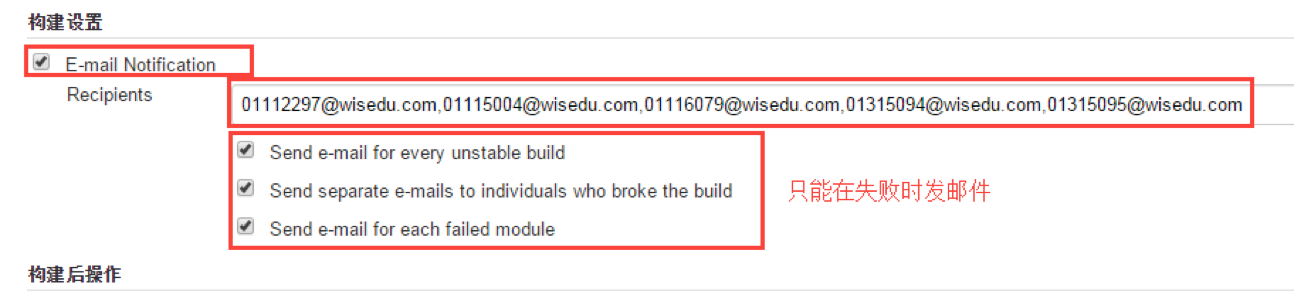 构建设置
E-mail Notification
Recipients
01112297@wisedu.com,01115004@wisedu.com,01116079@wisedu.com,01315094@wisedu.com,01315095@wisedu.com
Send e-mail for every unstable build
Send separate e-mails to individuals who broke the build
只能在失败时发邮件
Send e-mail for each failed module
构建后操作